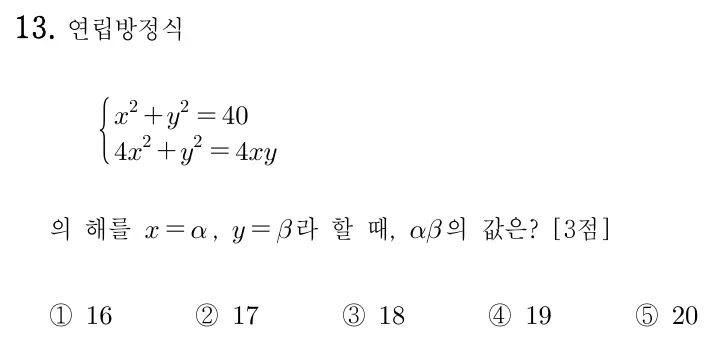 13. 연립방정식
x² + y² = 40
4x² + y² = 4xy
의 해를 x = α, y = β라 할 때, αβ의 값은? [3점]
① 16 ② 17 ③ 18 ④ 19 ⑤ 20